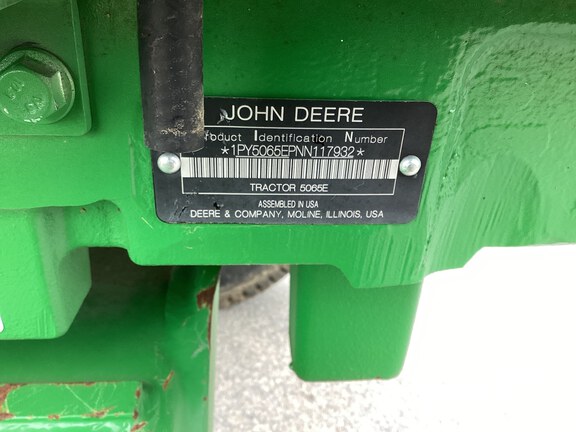 JOHN DEERE
roduct Identification Number
*1PY5065EPNN117932*
TRACTOR 5065E
ASSEMBLED IN USA
DEERE & COMPANY, MOLINE, ILLINOIS, USA